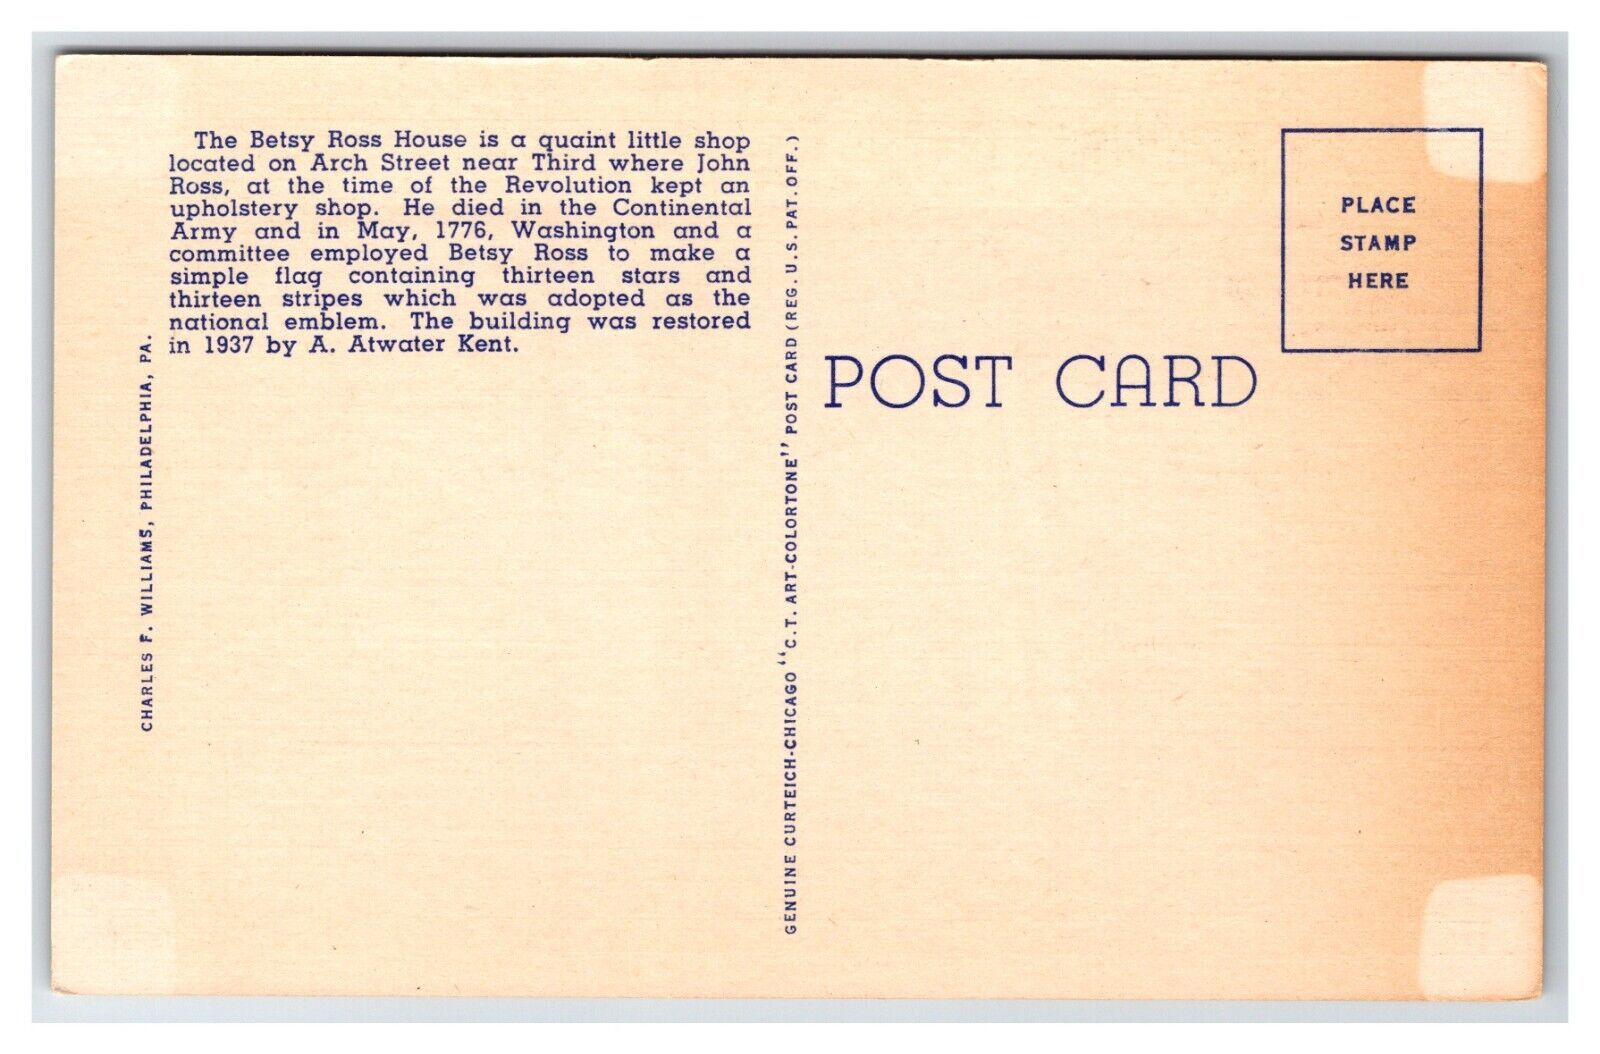 The Betsy Ross House is a quaint little shop
located on Arch Street near Third where John
Ross, at the time of the Revolution kept an
upholstery shop. He died in the Continental
Army and in May, 1776, Washington and a
committee employed Betsy Ross to make a
simple flag containing thirteen stars and
thirteen stripes which was adopted as the
national emblem. The building was restored
in 1937 by A. Atwater Kent.
CHARLES F. WILLIAMS, PHILADELPHIA, PA.
GENUINE CURTEICH-CHICAGO "C.T. ART-COLORTONE" POST CARD (REG. U.S. PAT. OFF.)
POST CARD
PLACE
STAMP
HERE